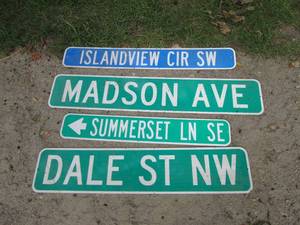 ISLANDVIEW CIR SW
MADSON AVE
SUMMERSET LN SE
DALE ST NW